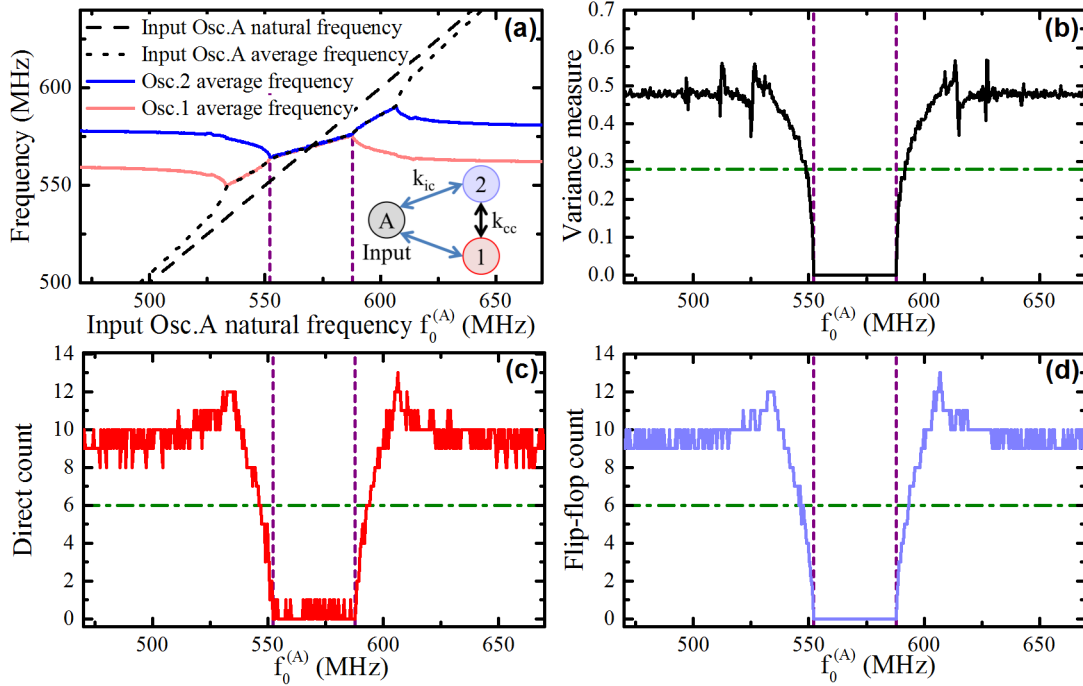 (a)
Input Osc.A natural frequency
Input Osc.A average frequency
Osc.2 average frequency
Osc.1 average frequency
Frequency (MHz)
600
550
500
500 550 600 650
Input Osc.A natural frequency f₀⁽ᴬ⁾ (MHz)
k_ic
2
A
k_cc
Input
1
(b)
Variance measure
0.7
0.6
0.5
0.4
0.3
0.2
0.1
0.0
500 550 600 650
f₀⁽ᴬ⁾ (MHz)
(c)
Direct count
14
12
10
8
6
4
2
0
500 550 600 650
f₀⁽ᴬ⁾ (MHz)
(d)
Flip-flop count
14
12
10
8
6
4
2
0
500 550 600 650
f₀⁽ᴬ⁾ (MHz)